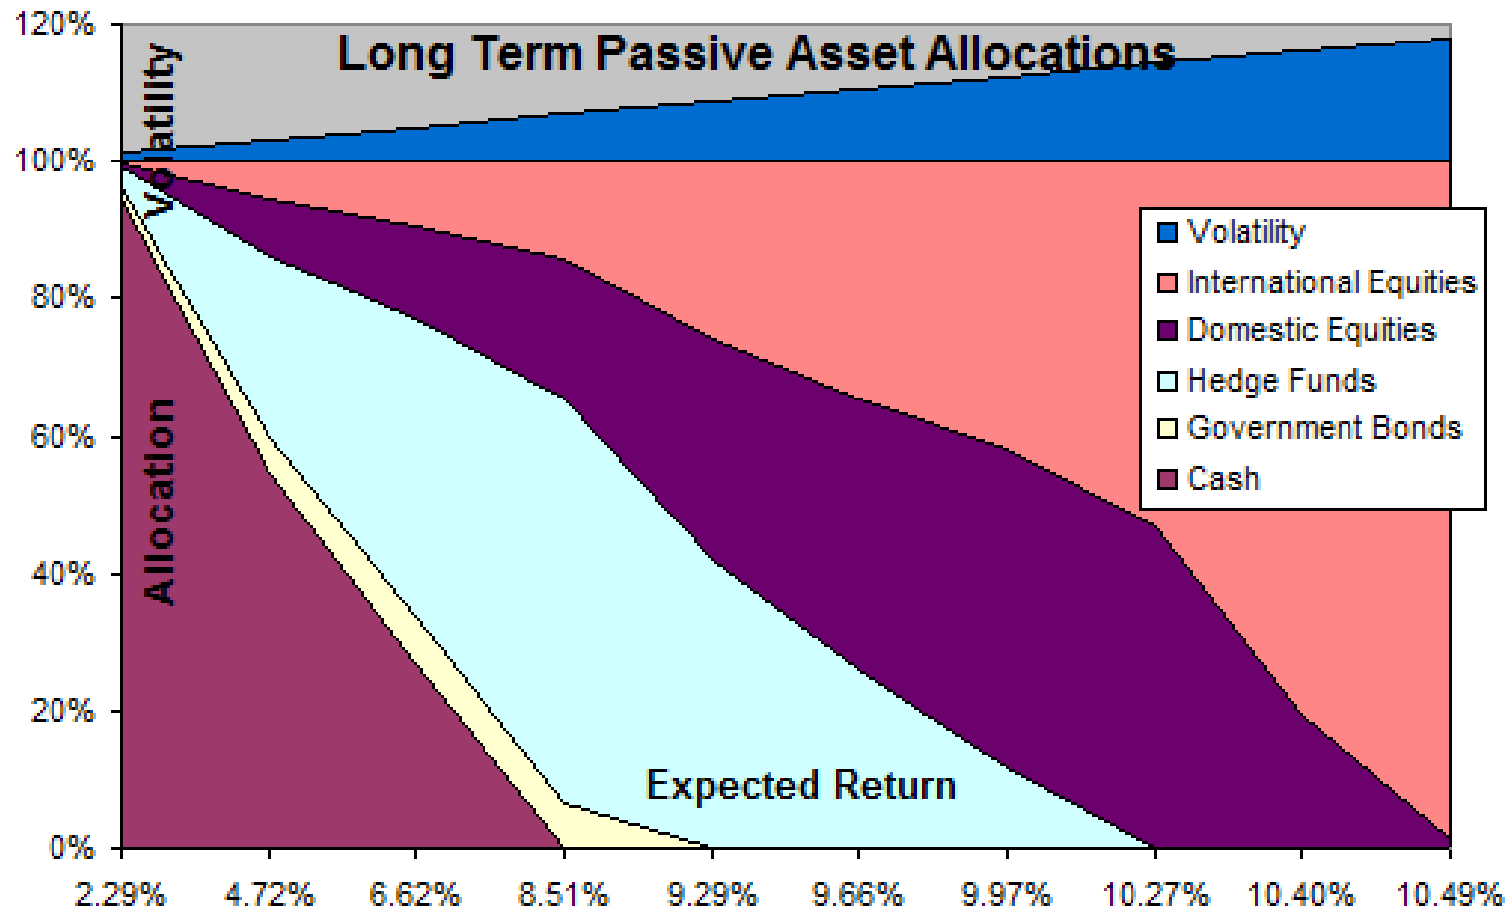 Long Term Passive Asset Allocations
Volatility
Allocation
Expected Return
120%
100%
80%
60%
40%
20%
0%
2.29% 4.72% 6.62% 8.51% 9.29% 9.66% 9.97% 10.27% 10.40% 10.49%
Volatility
International Equities
Domestic Equities
Hedge Funds
Government Bonds
Cash